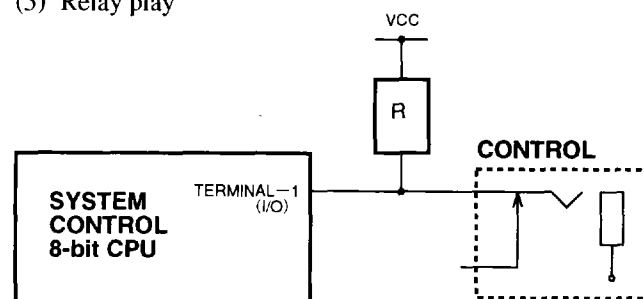 (3) Relay play
VCC
R
CONTROL
TERMINAL—1
(I/O)
SYSTEM
CONTROL
8-bit CPU